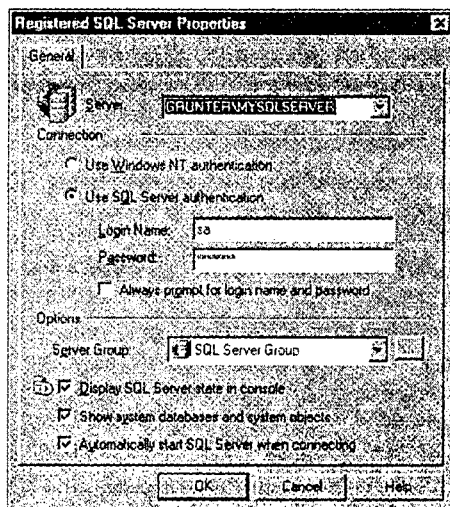 Registered SQL Server Properties
General
Server: GRUNTER\MYSQLSERVER
Connection
Use Windows NT authentication
Use SQL Server authentication
Login Name: sa
Password: ********
Always prompt for login name and password
Options
Server Group: SQL Server Group ...
Display SQL Server state in console
Show system databases and system objects
Automatically start SQL Server when connecting
OK Cancel Help